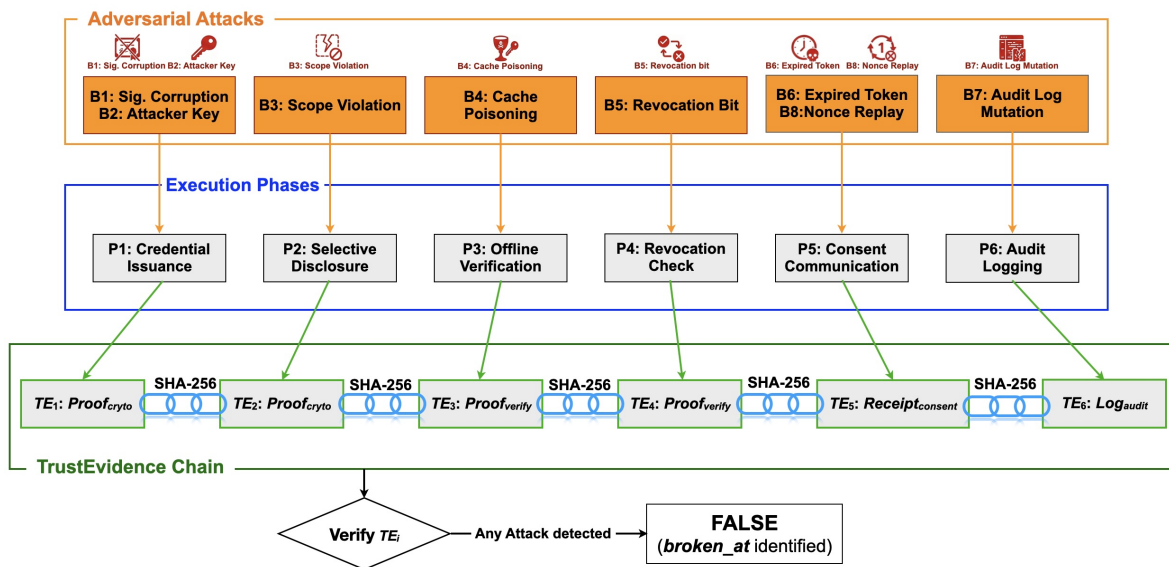 Adversarial Attacks
B1: Sig. Corruption B2: Attacker Key
B3: Scope Violation
B4: Cache Poisoning
B5: Revocation bit
B6: Expired Token B8: Nonce Replay
B7: Audit Log Mutation
B1: Sig. Corruption
B2: Attacker Key
B3: Scope Violation
B4: Cache
Poisoning
B5: Revocation Bit
B6: Expired Token
B8:Nonce Replay
B7: Audit Log
Mutation
1
Execution Phases
P1: Credential
Issuance
P2: Selective
Disclosure
P3: Offline
Verification
P4: Revocation
Check
P5: Consent
Communication
P6: Audit
Logging
SHA-256
SHA-256
SHA-256
SHA-256
SHA-256
TE1: Proofcryto
TE2: Proofcryto
TE3: Proofverify
TE4: Proofverify
TE5: Receiptconsent
TE6: Logaudit
TrustEvidence Chain
Verify TEi
Any Attack detected
FALSE
(broken_at identified)